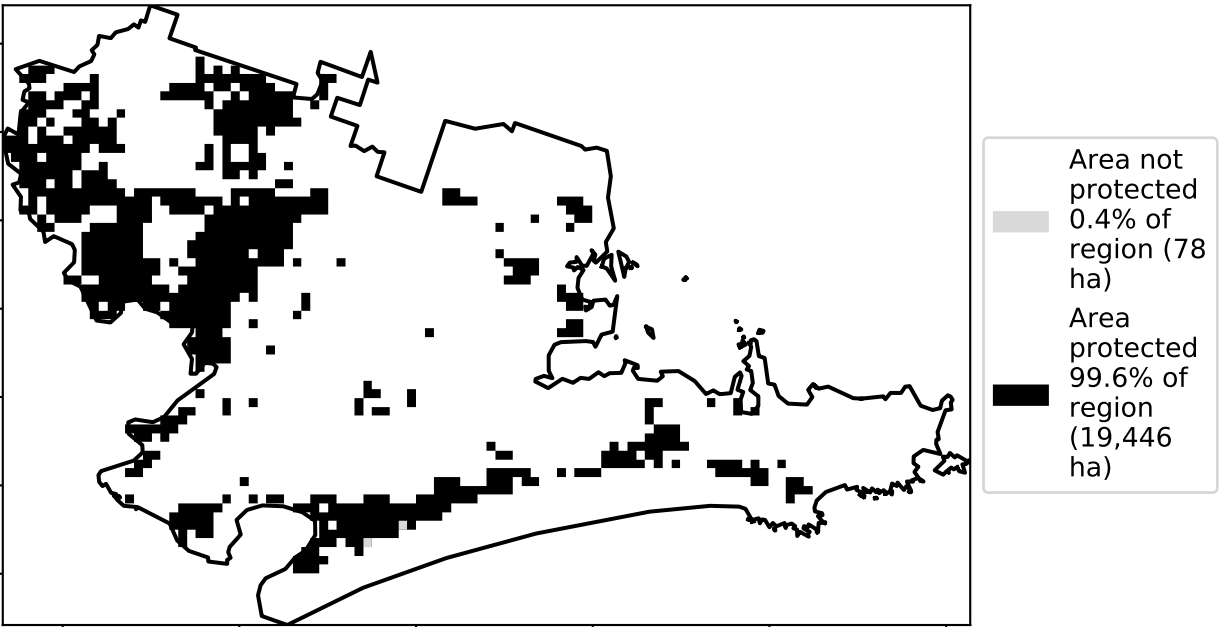 Area not
protected
0.4% of
region (78
ha)
Area
protected
99.6% of
region
(19,446
ha)